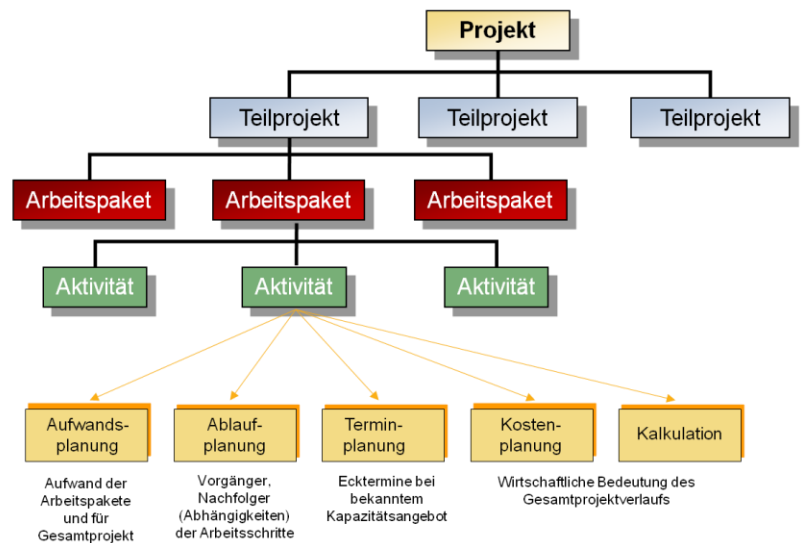 Projekt
Teilprojekt
Teilprojekt
Teilprojekt
Arbeitspaket
Arbeitspaket
Arbeitspaket
Aktivität
Aktivität
Aktivität
Aufwands-
planung
Ablauf-
planung
Termin-
planung
Kosten-
planung
Kalkulation
Aufwand der
Arbeitspakete
und für
Gesamtprojekt
Vorgänger,
Nachfolger
(Abhängigkeiten)
der Arbeitsschritte
Ecktermine bei
bekanntem
Kapazitätsangebot
Wirtschaftliche Bedeutung des
Gesamtprojektverlaufs